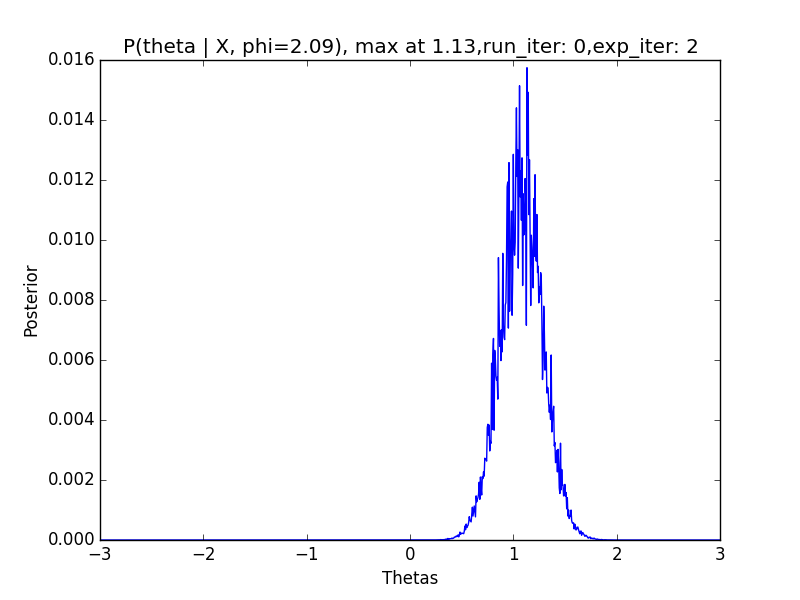 P(theta | X, phi=2.09), max at 1.13,run_iter: 0,exp_iter: 2
0.016
0.014
0.012
0.010
0.008
0.006
0.004
0.002
0.000
Posterior
−3 −2 −1 0 1 2 3
Thetas